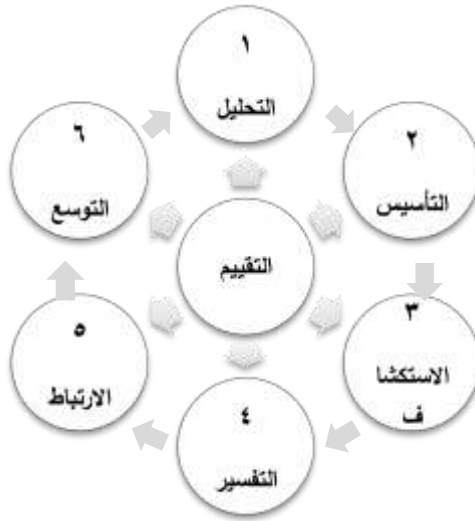 ١
التحليل
٢
التأسيس
٣
الاستكشا
ف
٤
التفسير
٥
الارتباط
٦
التوسع
التقييم